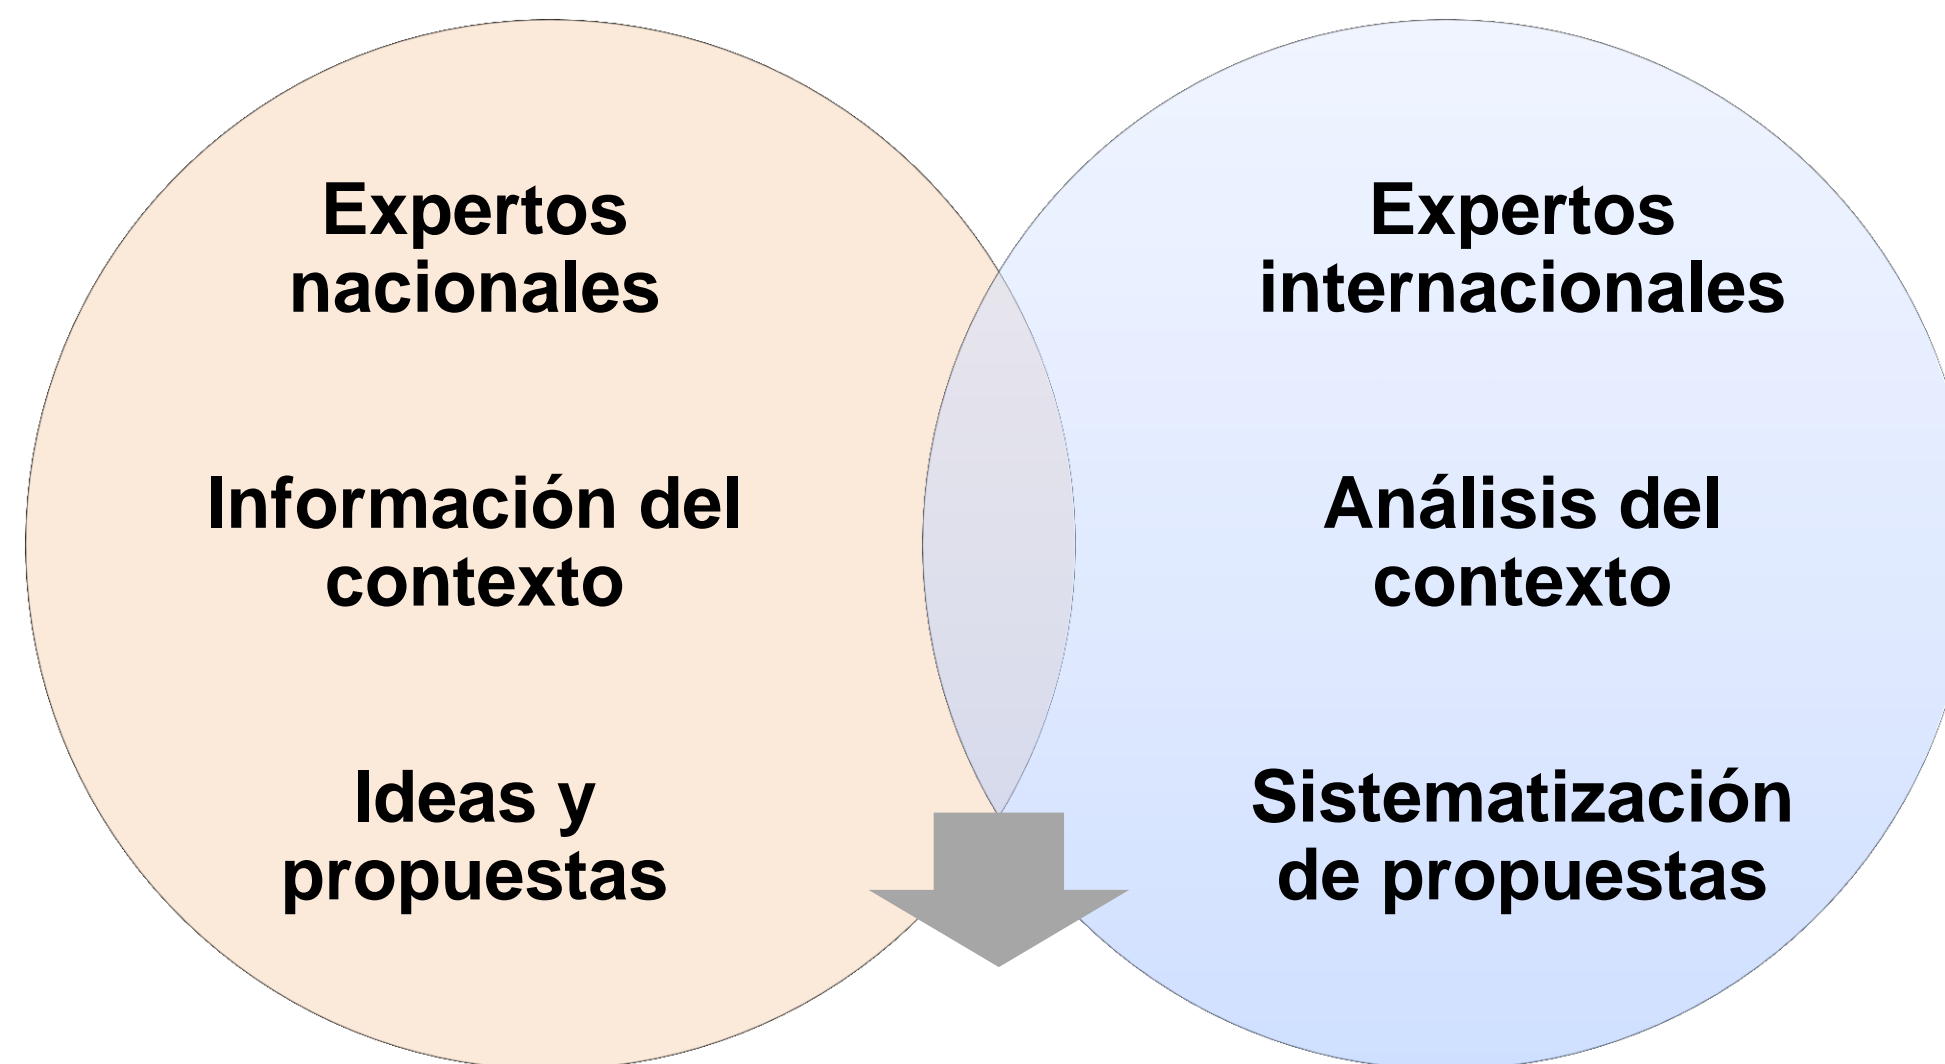 Expertos
nacionales
Información del
contexto
Ideas y
propuestas
Expertos
internacionales
Análisis del
contexto
Sistematización
de propuestas